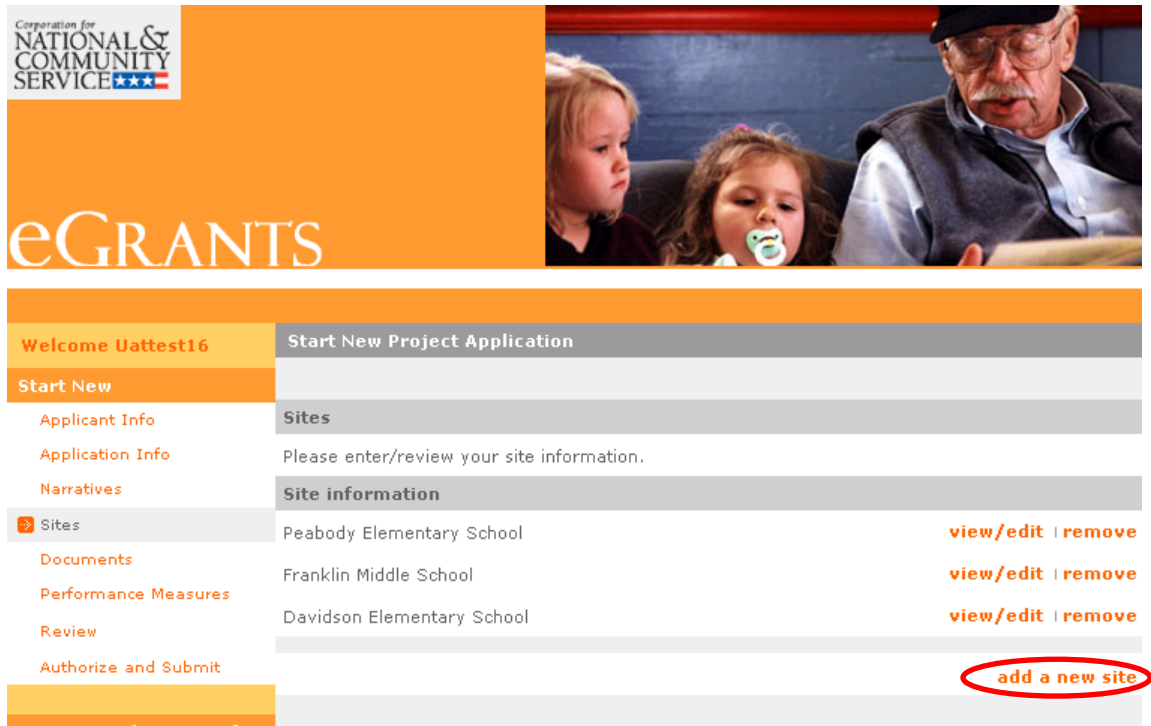 Corporation for
NATIONAL &
COMMUNITY
SERVICE
eGRANTS
Welcome Uattest16
Start New
Applicant Info
Application Info
Narratives
Sites
Documents
Performance Measures
Review
Authorize and Submit
Start New Project Application
Sites
Please enter/review your site information.
Site information
Peabody Elementary School view/edit | remove
Franklin Middle School view/edit | remove
Davidson Elementary School view/edit | remove
add a new site